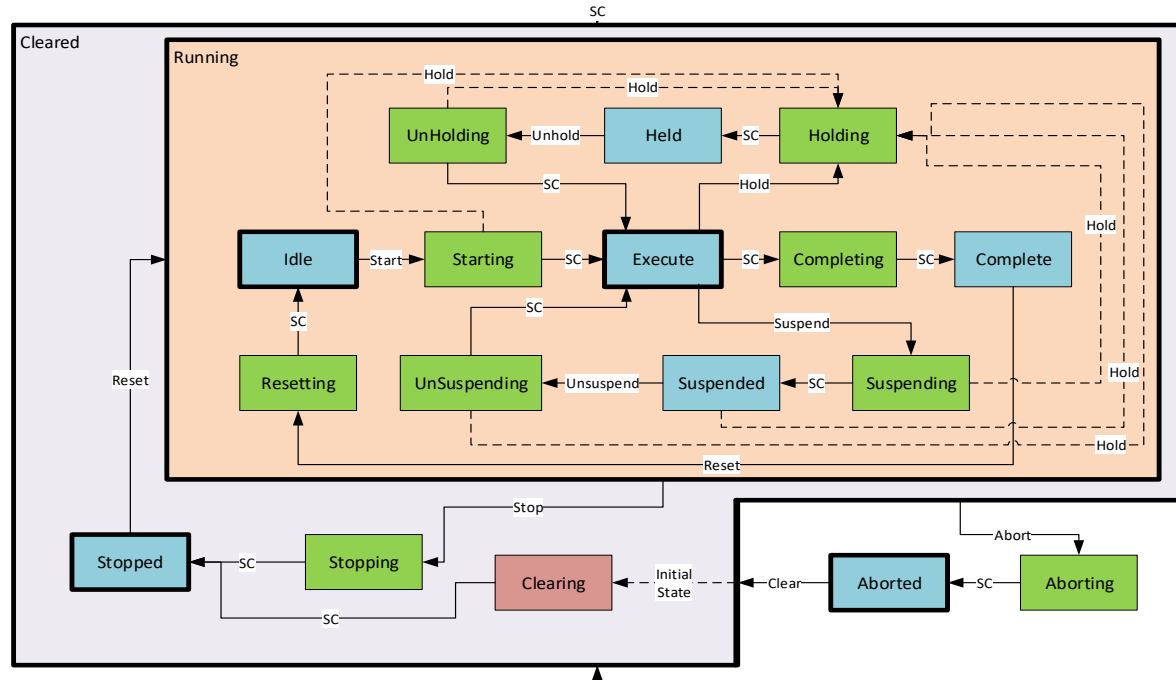 SC
Cleared
Running
Hold
Hold
UnHolding
Unhold
Held
SC
Holding
SC
Hold
Hold
Idle
Start
Starting
SC
Execute
SC
Completing
SC
Complete
SC
SC
Suspend
Reset
Resetting
UnSuspending
Unsuspend
Suspended
SC
Suspending
Hold
Hold
Reset
Stop
Abort
Stopped
SC
Stopping
Clearing
Initial
State
Clear
Aborted
SC
Aborting
SC